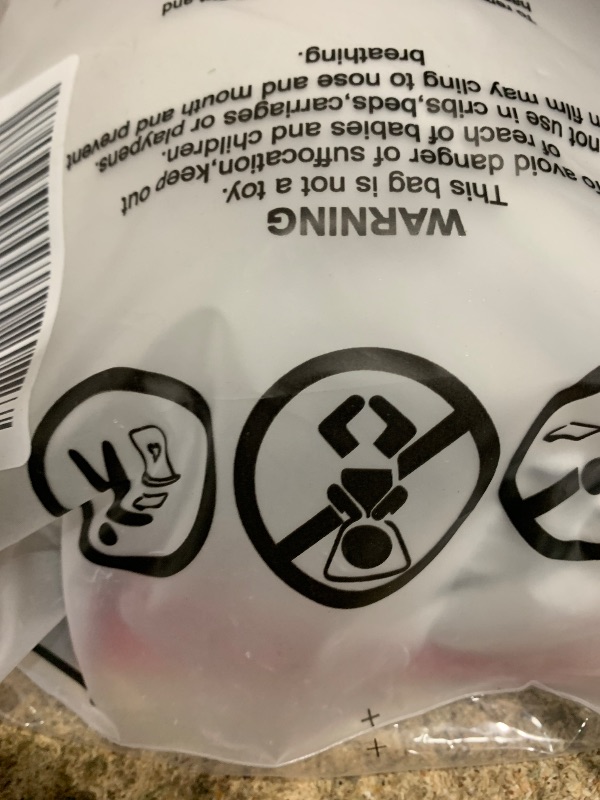 WARNING
This bag is not a toy.
To avoid danger of suffocation,keep out
of reach of babies and children.
not use in cribs,beds,carriages or playpens.
film may cling to nose and mouth and prevent
breathing.
and